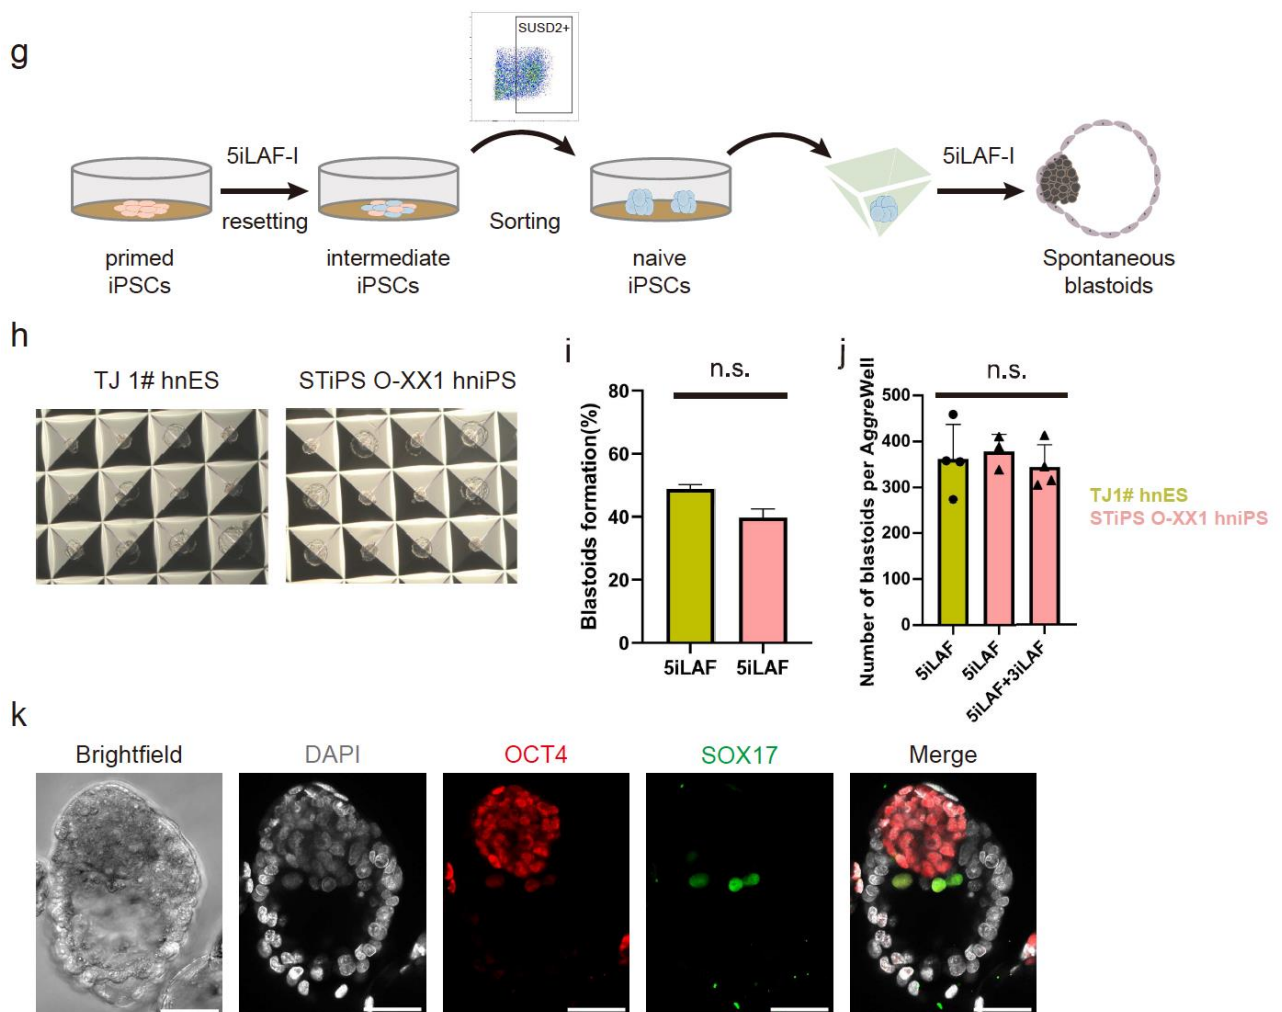 g
SUSD2+
5iLAF-I
resetting
Sorting
5iLAF-I
primed
iPSCs
intermediate
iPSCs
naive
iPSCs
Spontaneous
blastoids
h
TJ 1# hnES
STiPS O-XX1 hniPS
i
n.s.
Blastoids formation(%)
80
60
40
20
0
5iLAF
5iLAF
j
n.s.
Number of blastoids per AggreWell
500
400
300
200
100
0
5iLAF
5iLAF
5iLAF+3iLAF
TJ1# hnES
STiPS O-XX1 hniPS
k
Brightfield
DAPI
OCT4
SOX17
Merge